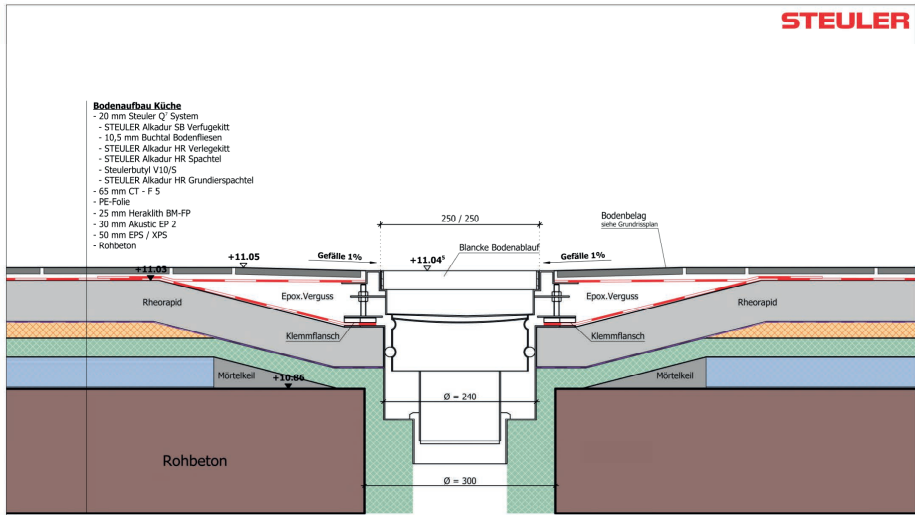 STEULER
Bodenaufbau Küche
- 20 mm Steuler Q⁷ System
- STEULER Alkadur SB Verfugekitt
- 10,5 mm Buchtal Bodenfliesen
- STEULER Alkadur HR Verlegekitt
- STEULER Alkadur HR Spachtel
- Steulerbutyl V10/S
- STEULER Alkadur HR Grundierspachtel
- 65 mm CT - F 5
- PE-Folie
- 25 mm Heraklith BM-FP
- 30 mm Akustic EP 2
- 50 mm EPS / XPS
- Rohbeton
250 / 250
Bodenbelag
siehe Grundrissplan
Blancke Bodenablauf
+11.05
Gefälle 1%
+11.04⁵
Gefälle 1%
+11.03
Rheorapid
Epox.Verguss
Epox.Verguss
Rheorapid
Klemmflansch
Klemmflansch
Mörtelkeil
Mörtelkeil
+10.86
Ø = 240
Rohbeton
Ø = 300